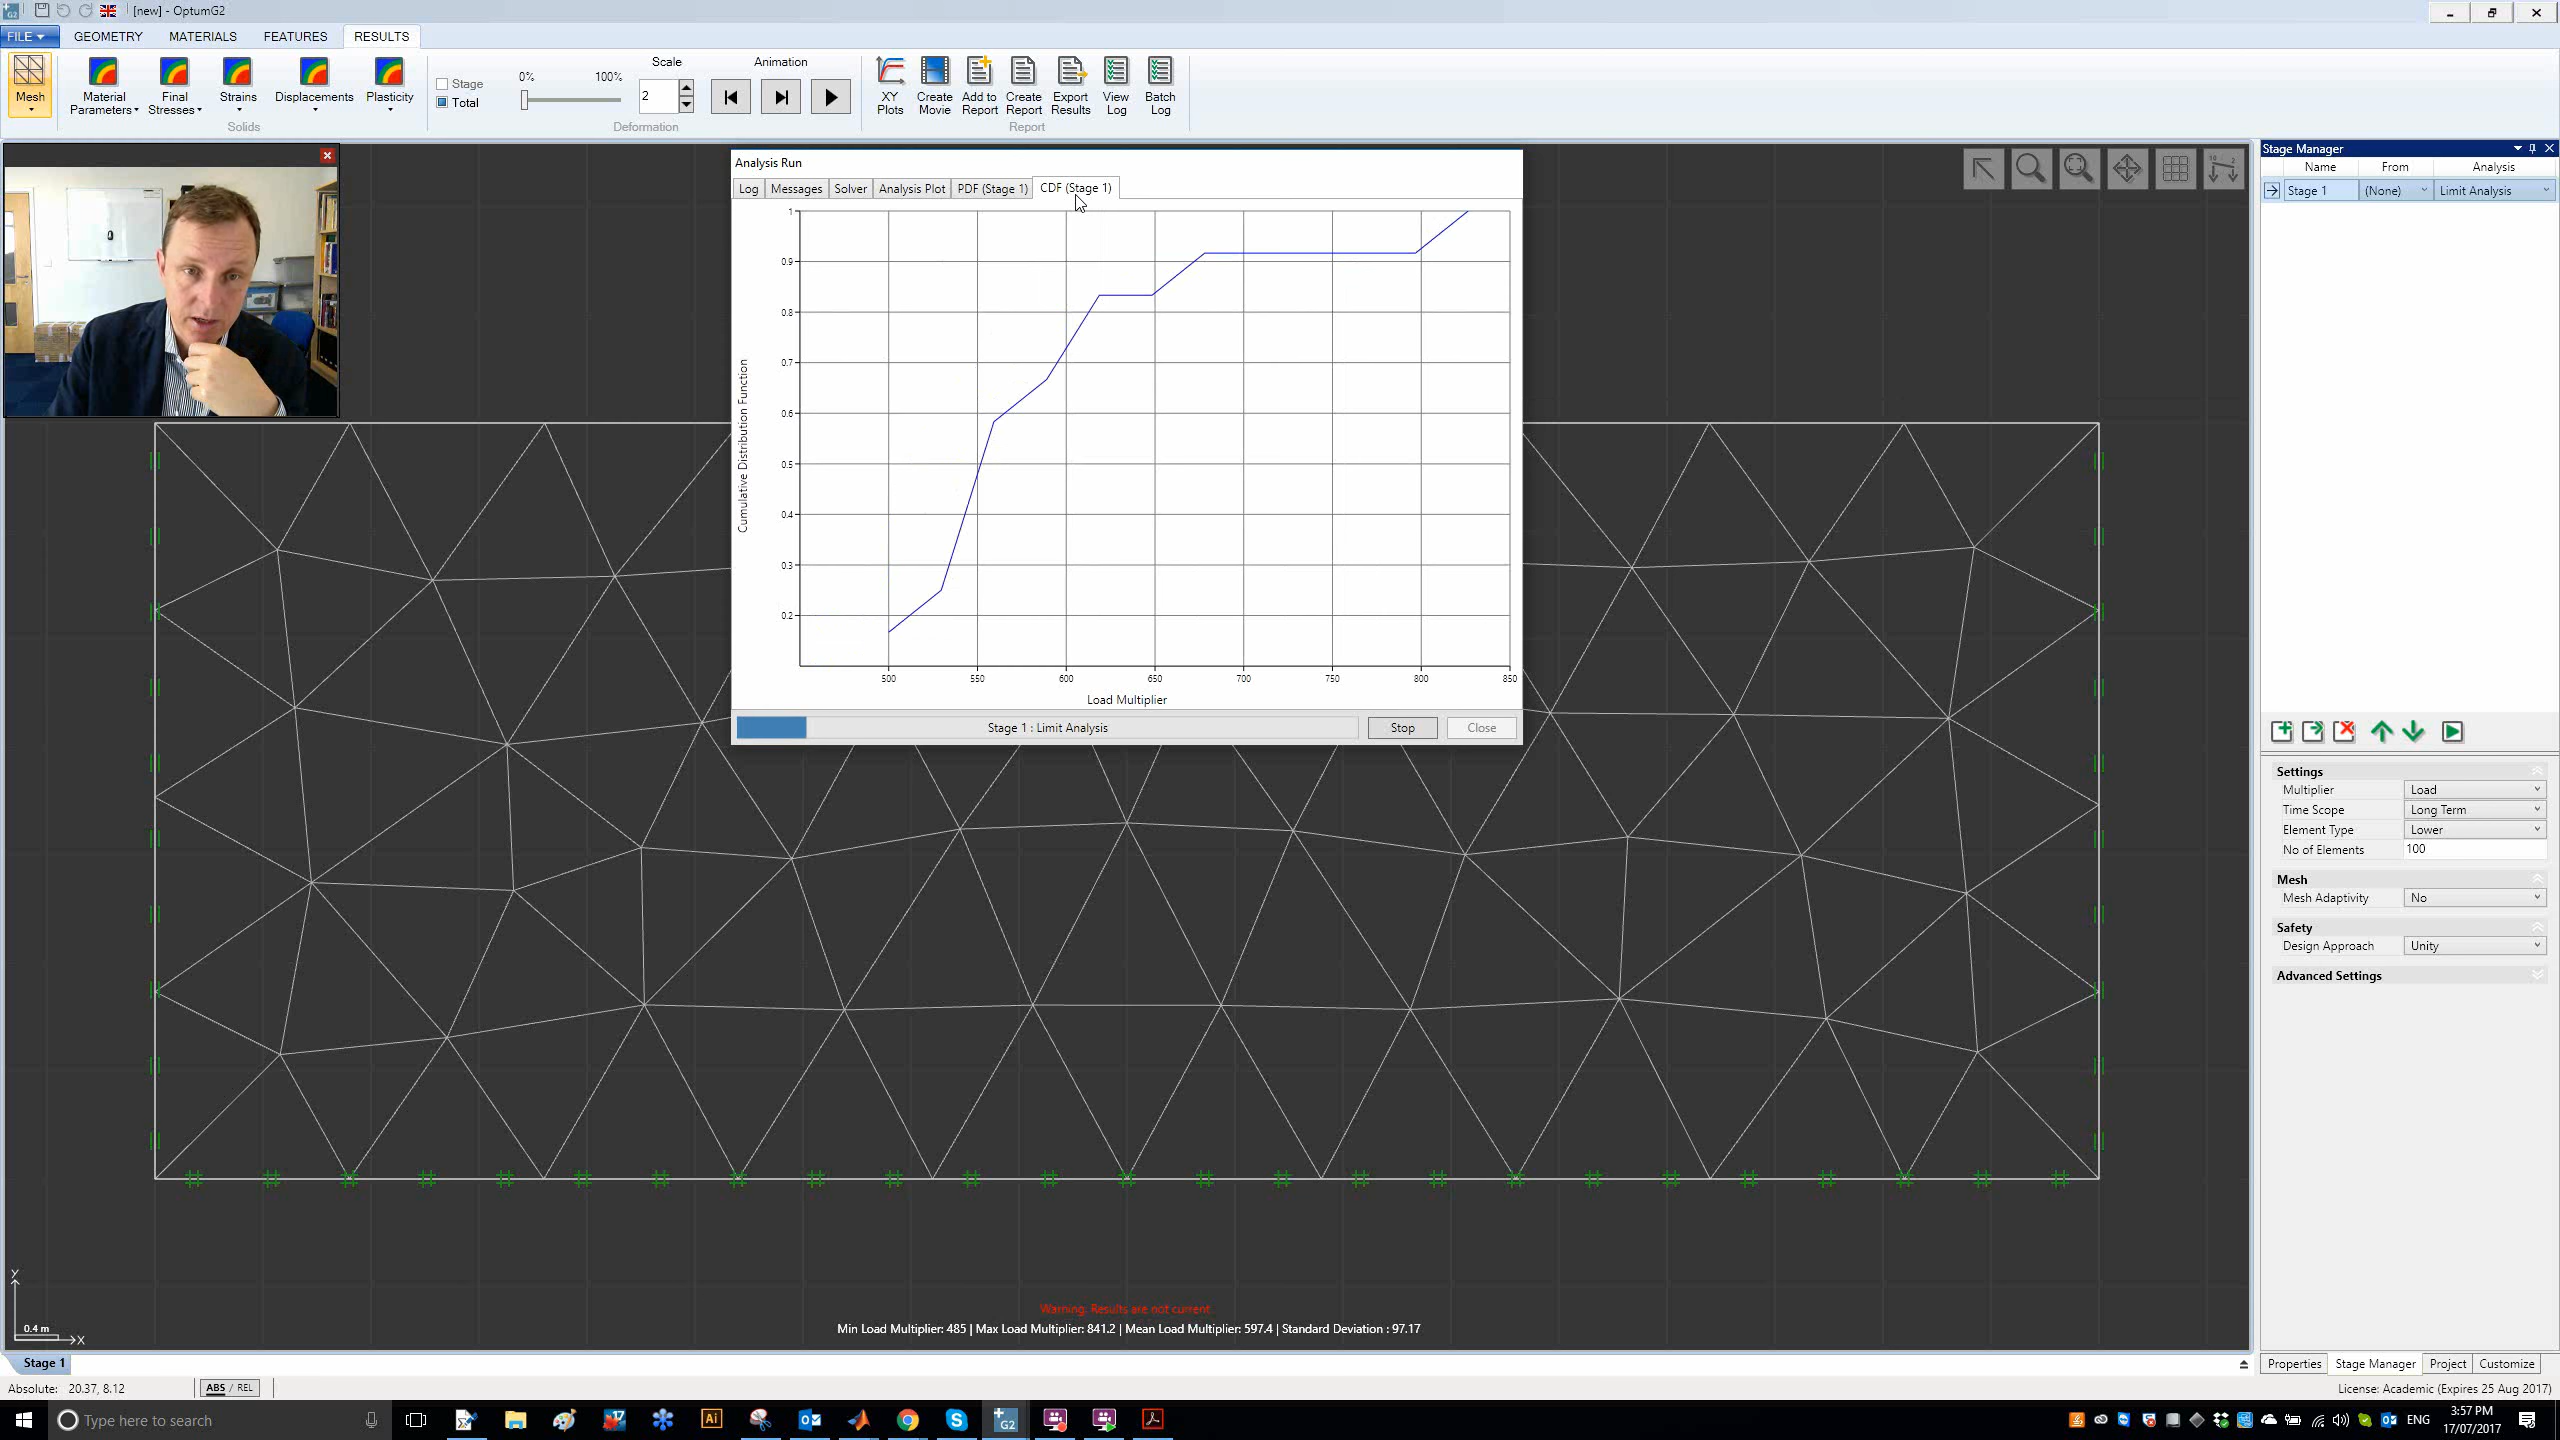 [new] - OptumG2
FILE GEOMETRY MATERIALS FEATURES RESULTS
Mesh
Material Parameters
Final Stresses
Strains
Displacements
Plasticity
Solids
Stage
Total
0% 100%
Scale
2
Animation
Deformation
XY Plots
Create Movie
Add to Report
Create Report
Export Results
View Log
Batch Log
Report
Analysis Run
Log Messages Solver Analysis Plot PDF (Stage 1) CDF (Stage 1)
1
0.9
0.8
0.7
0.6
0.5
0.4
0.3
0.2
Cumulative Distribution Function
500 550 600 650 700 750 800 850
Load Multiplier
Stage 1 : Limit Analysis
Stop
Close
Stage Manager
Name From Analysis
Stage 1 (None) Limit Analysis
Settings
Multiplier Load
Time Scope Long Term
Element Type Lower
No of Elements 100
Mesh
Mesh Adaptivity No
Safety
Design Approach Unity
Advanced Settings
Y
0.4 m
X
Warning: Results are not current
Min Load Multiplier: 485 | Max Load Multiplier: 841.2 | Mean Load Multiplier: 597.4 | Standard Deviation : 97.17
Stage 1
Properties Stage Manager Project Customize
Absolute: 20.37, 8.12
ABS / REL
License: Academic (Expires 25 Aug 2017)
Type here to search
Ai
G2
ENG
3:57 PM
17/07/2017